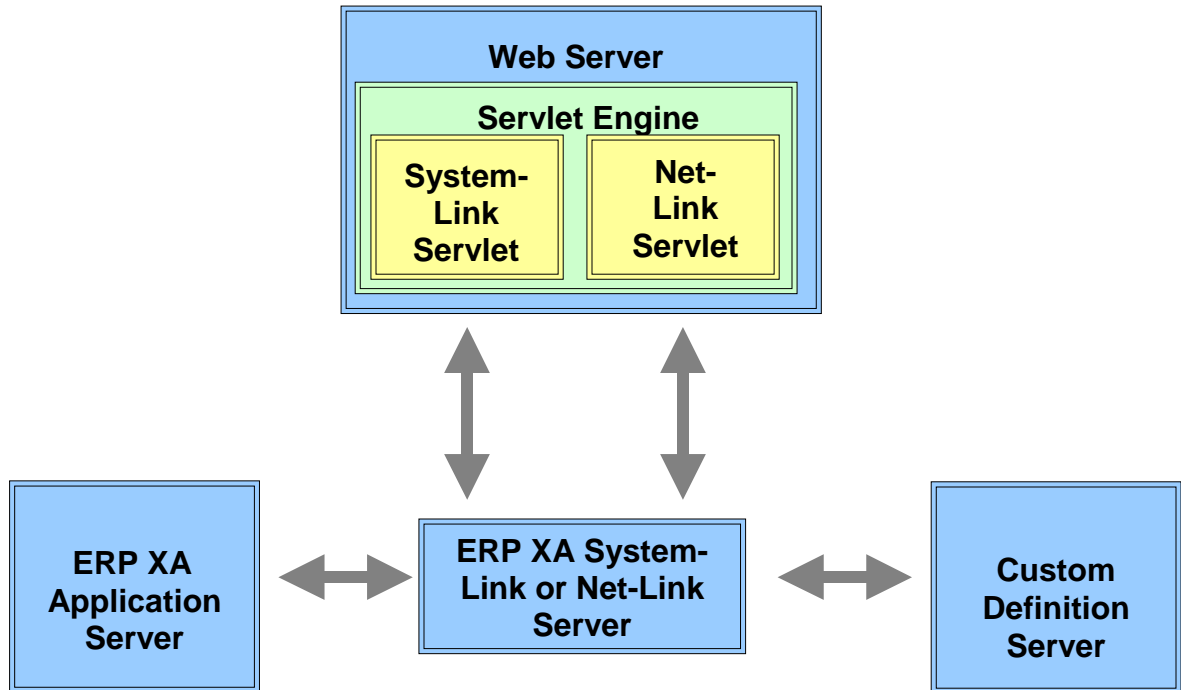 Web Server
Servlet Engine
System-
Link
Servlet
Net-
Link
Servlet
ERP XA
Application
Server
ERP XA System-
Link or Net-Link
Server
Custom
Definition
Server